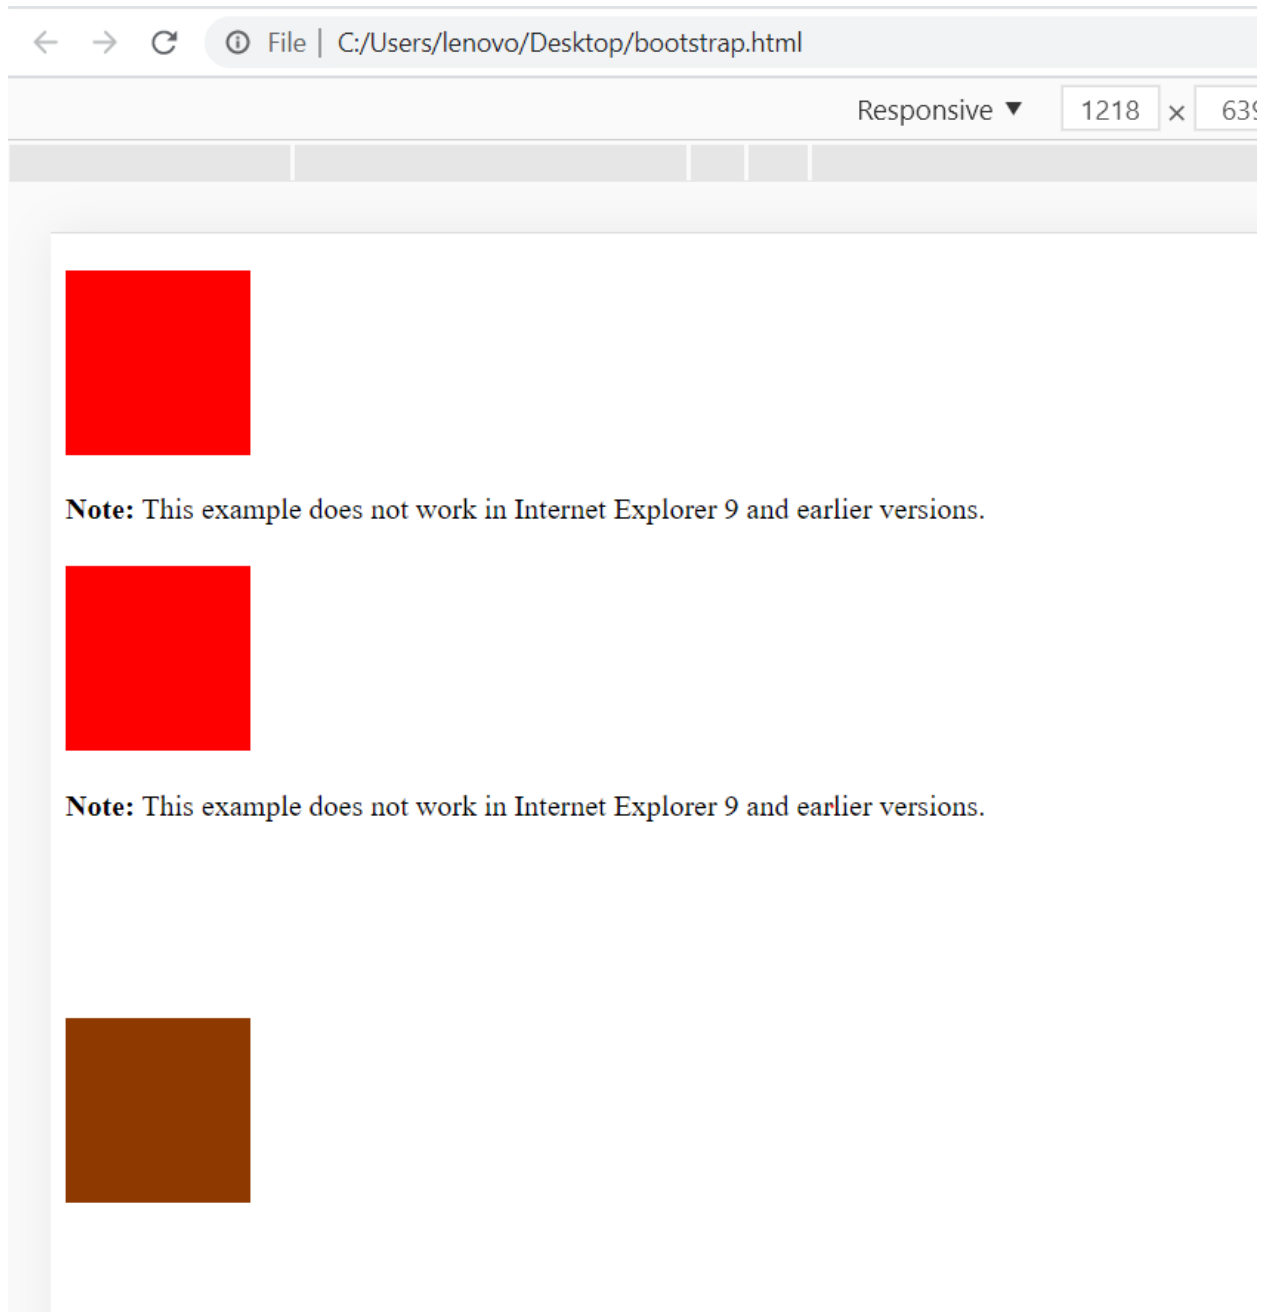 File | C:/Users/lenovo/Desktop/bootstrap.html
Responsive ▼ 1218 × 639
Note: This example does not work in Internet Explorer 9 and earlier versions.
Note: This example does not work in Internet Explorer 9 and earlier versions.